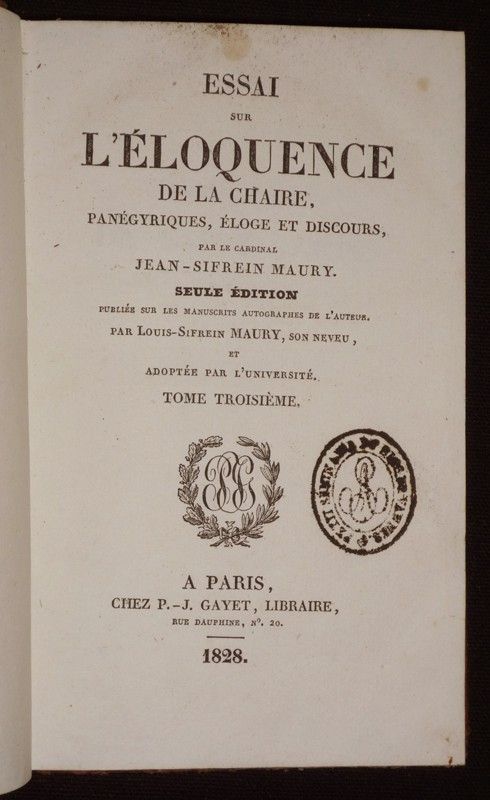 ESSAI
SUR
L'ÉLOQUENCE
DE LA CHAIRE,
PANÉGYRIQUES, ÉLOGE ET DISCOURS,
PAR LE CARDINAL
JEAN-SIFREIN MAURY.
SEULE ÉDITION
PUBLIÉE SUR LES MANUSCRITS AUTOGRAPHES DE L'AUTEUR.
PAR LOUIS-SIFREIN MAURY, SON NEVEU,
ET
ADOPTÉE PAR L'UNIVERSITÉ.
TOME TROISIÈME.
A PARIS,
CHEZ P.-J. GAYET, LIBRAIRE,
RUE DAUPHINE, Nº. 20.
1828.